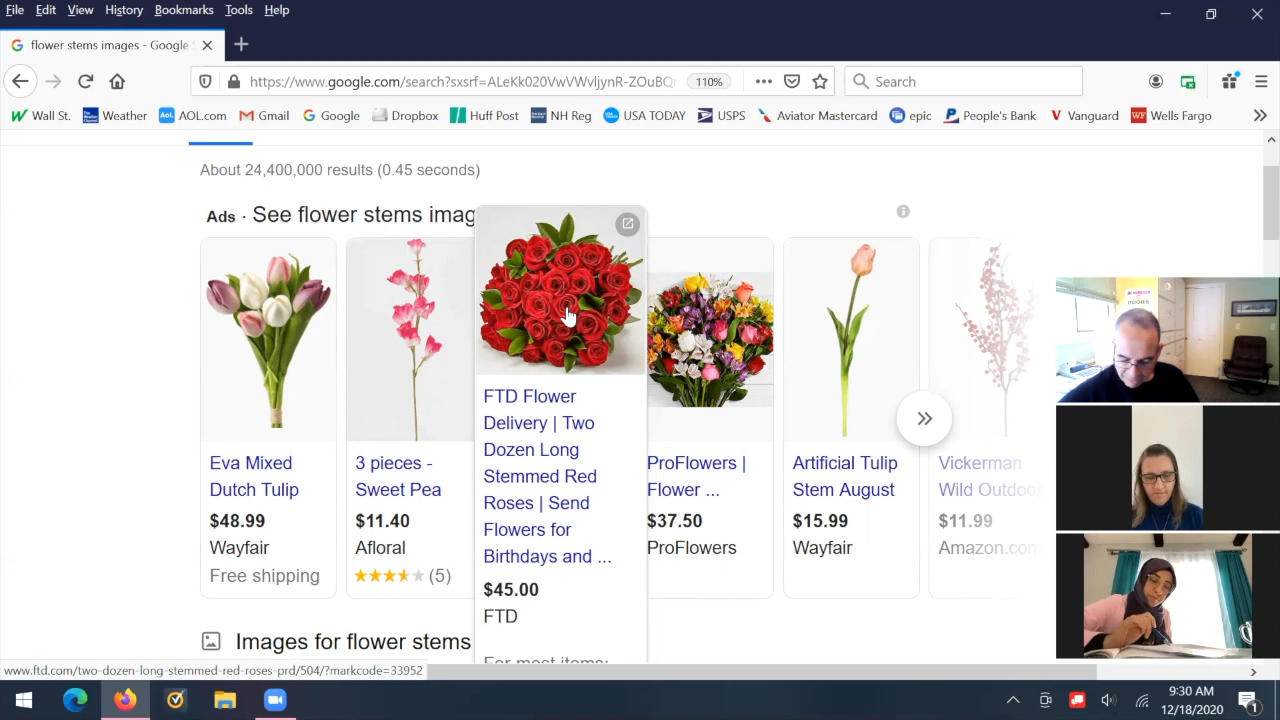 File Edit View History Bookmarks Tools Help
flower stems images - Google
https://www.google.com/search?sxsrf=ALeKk020VwVWvljynR-ZOuBQ 110% Search
Wall St. Weather AOL.com Gmail Google Dropbox Huff Post NH Reg USA TODAY USPS Aviator Mastercard epic People's Bank Vanguard Wells Fargo
About 24,400,000 results (0.45 seconds)
Ads · See flower stems imag
Eva Mixed
Dutch Tulip
$48.99
Wayfair
Free shipping
3 pieces -
Sweet Pea
$11.40
Afloral
(5)
FTD Flower
Delivery | Two
Dozen Long
Stemmed Red
Roses | Send
Flowers for
Birthdays and ...
$45.00
FTD
For most items:
ProFlowers |
Flower ...
$37.50
ProFlowers
Artificial Tulip
Stem August
$15.99
Wayfair
Vickerman
Wild Outdoo
$11.99
Amazon.com
DOORS
Images for flower stems
www.ftd.com/two-dozen-long-stemmed-red-roses-prd/504/?markcode=33952
9:30 AM
12/18/2020
1